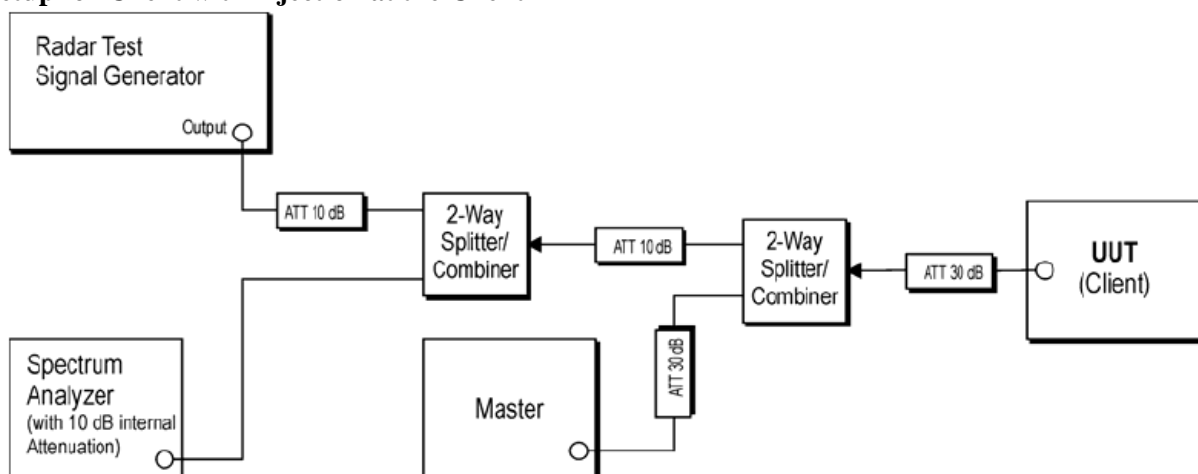 Radar Test
Signal Generator
Output
ATT 10 dB
2-Way
Splitter/
Combiner
ATT 10 dB
2-Way
Splitter/
Combiner
ATT 30 dB
UUT
(Client)
Spectrum
Analyzer
(with 10 dB internal
Attenuation)
Master
ATT 30 dB